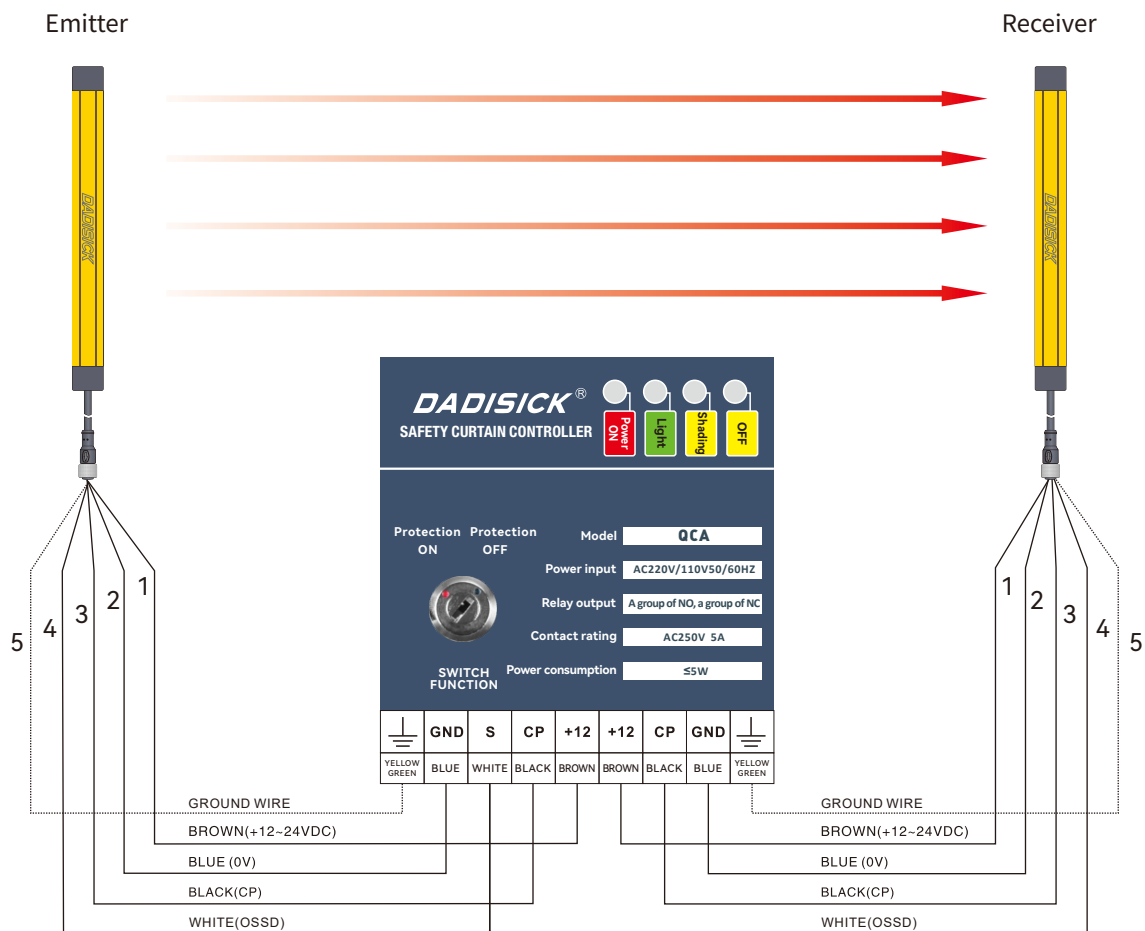 Emitter
Receiver
DADISICK
DADISICK
DADISICK®
SAFETY CURTAIN CONTROLLER
Power ON
Light
Shading
OFF
Protection ON
Protection OFF
SWITCH FUNCTION
Model QCA
Power input AC220V/110V50/60HZ
Relay output A group of NO, a group of NC
Contact rating AC250V 5A
Power consumption ≤5W
5 4 3 2 1
1 2 3 4 5
GND S CP +12 +12 CP GND
YELLOW GREEN BLUE WHITE BLACK BROWN BROWN BLACK BLUE YELLOW GREEN
GROUND WIRE
BROWN(+12~24VDC)
BLUE (0V)
BLACK(CP)
WHITE(OSSD)
GROUND WIRE
BROWN(+12~24VDC)
BLUE (0V)
BLACK(CP)
WHITE(OSSD)